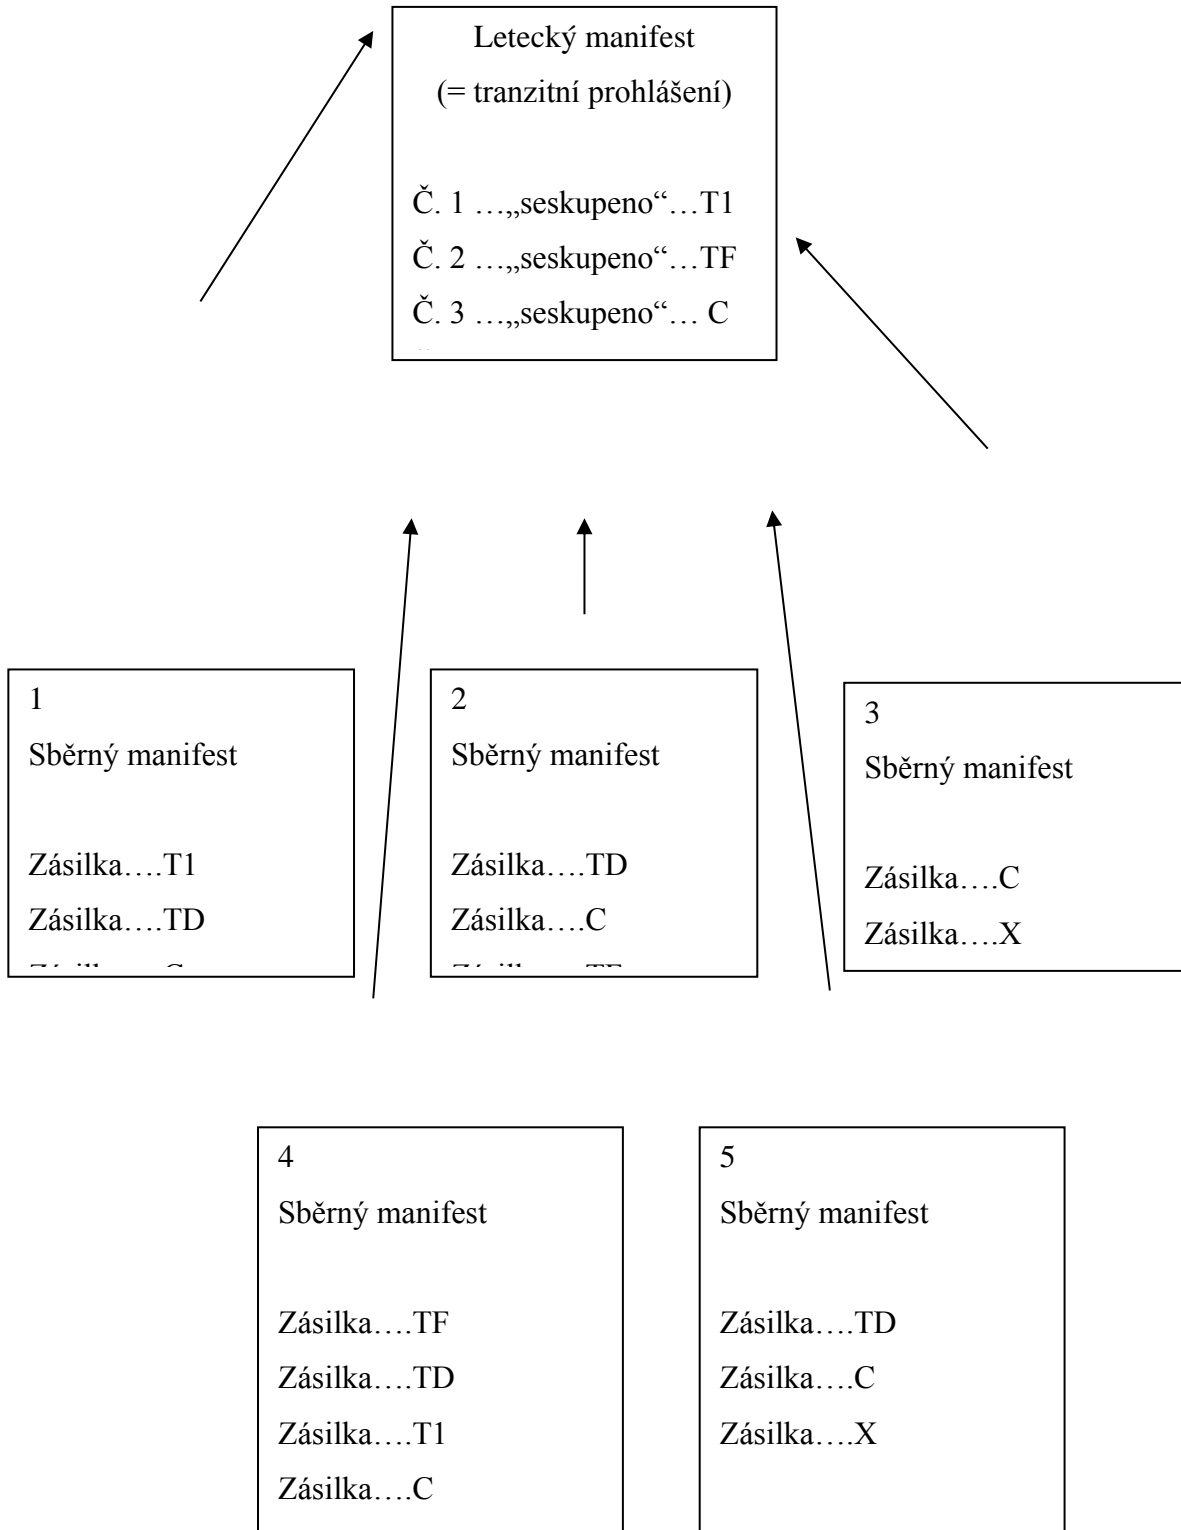 Letecký manifest
(= tranzitní prohlášení)
Č. 1 …„seskupeno“…T1
Č. 2 …„seskupeno“…TF
Č. 3 …„seskupeno“… C
1
Sběrný manifest
Zásilka….T1
Zásilka….TD
2
Sběrný manifest
Zásilka….TD
Zásilka….C
3
Sběrný manifest
Zásilka….C
Zásilka….X
4
Sběrný manifest
Zásilka….TF
Zásilka….TD
Zásilka….T1
Zásilka….C
5
Sběrný manifest
Zásilka….TD
Zásilka….C
Zásilka….X